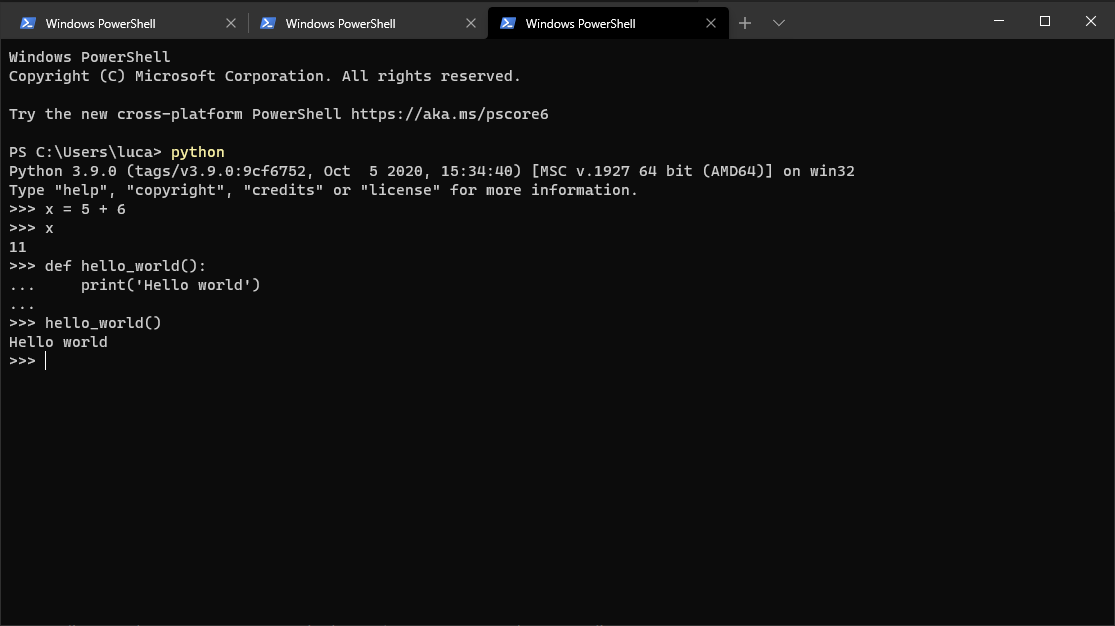 Windows PowerShell
Windows PowerShell
Windows PowerShell
Windows PowerShell
Copyright (C) Microsoft Corporation. All rights reserved.
Try the new cross-platform PowerShell https://aka.ms/pscore6
PS C:\Users\luca> python
Python 3.9.0 (tags/v3.9.0:9cf6752, Oct  5 2020, 15:34:40) [MSC v.1927 64 bit (AMD64)] on win32
Type "help", "copyright", "credits" or "license" for more information.
>>> x = 5 + 6
>>> x
11
>>> def hello_world():
...     print('Hello world')
...
>>> hello_world()
Hello world
>>>